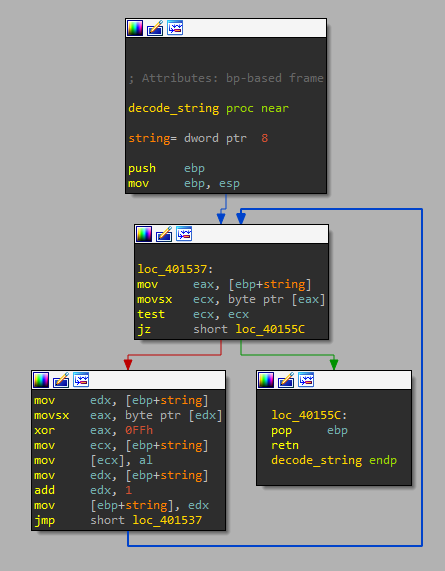 ; Attributes: bp-based frame
decode_string proc near
string= dword ptr  8
push    ebp
mov     ebp, esp
loc_401537:
mov     eax, [ebp+string]
movsx   ecx, byte ptr [eax]
test    ecx, ecx
jz      short loc_40155C
mov     edx, [ebp+string]
movsx   eax, byte ptr [edx]
xor     eax, 0FFh
mov     ecx, [ebp+string]
mov     [ecx], al
mov     edx, [ebp+string]
add     edx, 1
mov     [ebp+string], edx
jmp     short loc_401537
loc_40155C:
pop     ebp
retn
decode_string endp